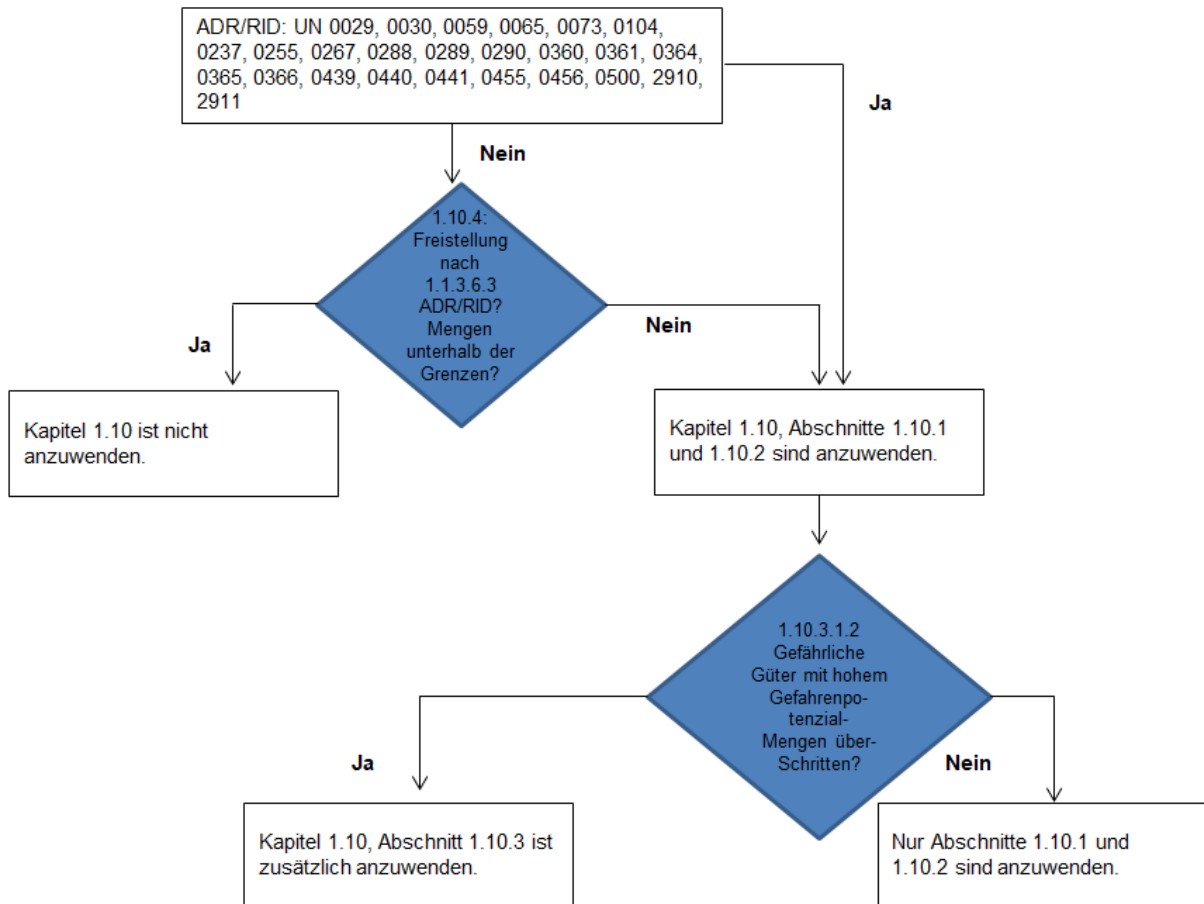 ADR/RID: UN 0029, 0030, 0059, 0065, 0073, 0104,
0237, 0255, 0267, 0288, 0289, 0290, 0360, 0361, 0364,
0365, 0366, 0439, 0440, 0441, 0455, 0456, 0500, 2910,
2911
Ja
Nein
1.10.4:
Freistellung
nach
1.1.3.6.3
ADR/RID?
Mengen
unterhalb der
Grenzen?
Ja
Nein
Kapitel 1.10 ist nicht
anzuwenden.
Kapitel 1.10, Abschnitte 1.10.1
und 1.10.2 sind anzuwenden.
1.10.3.1.2
Gefährliche
Güter mit hohem
Gefahrenpo-
tenzial-
Mengen über-
Schritten?
Ja
Nein
Kapitel 1.10, Abschnitt 1.10.3 ist
zusätzlich anzuwenden.
Nur Abschnitte 1.10.1 und
1.10.2 sind anzuwenden.